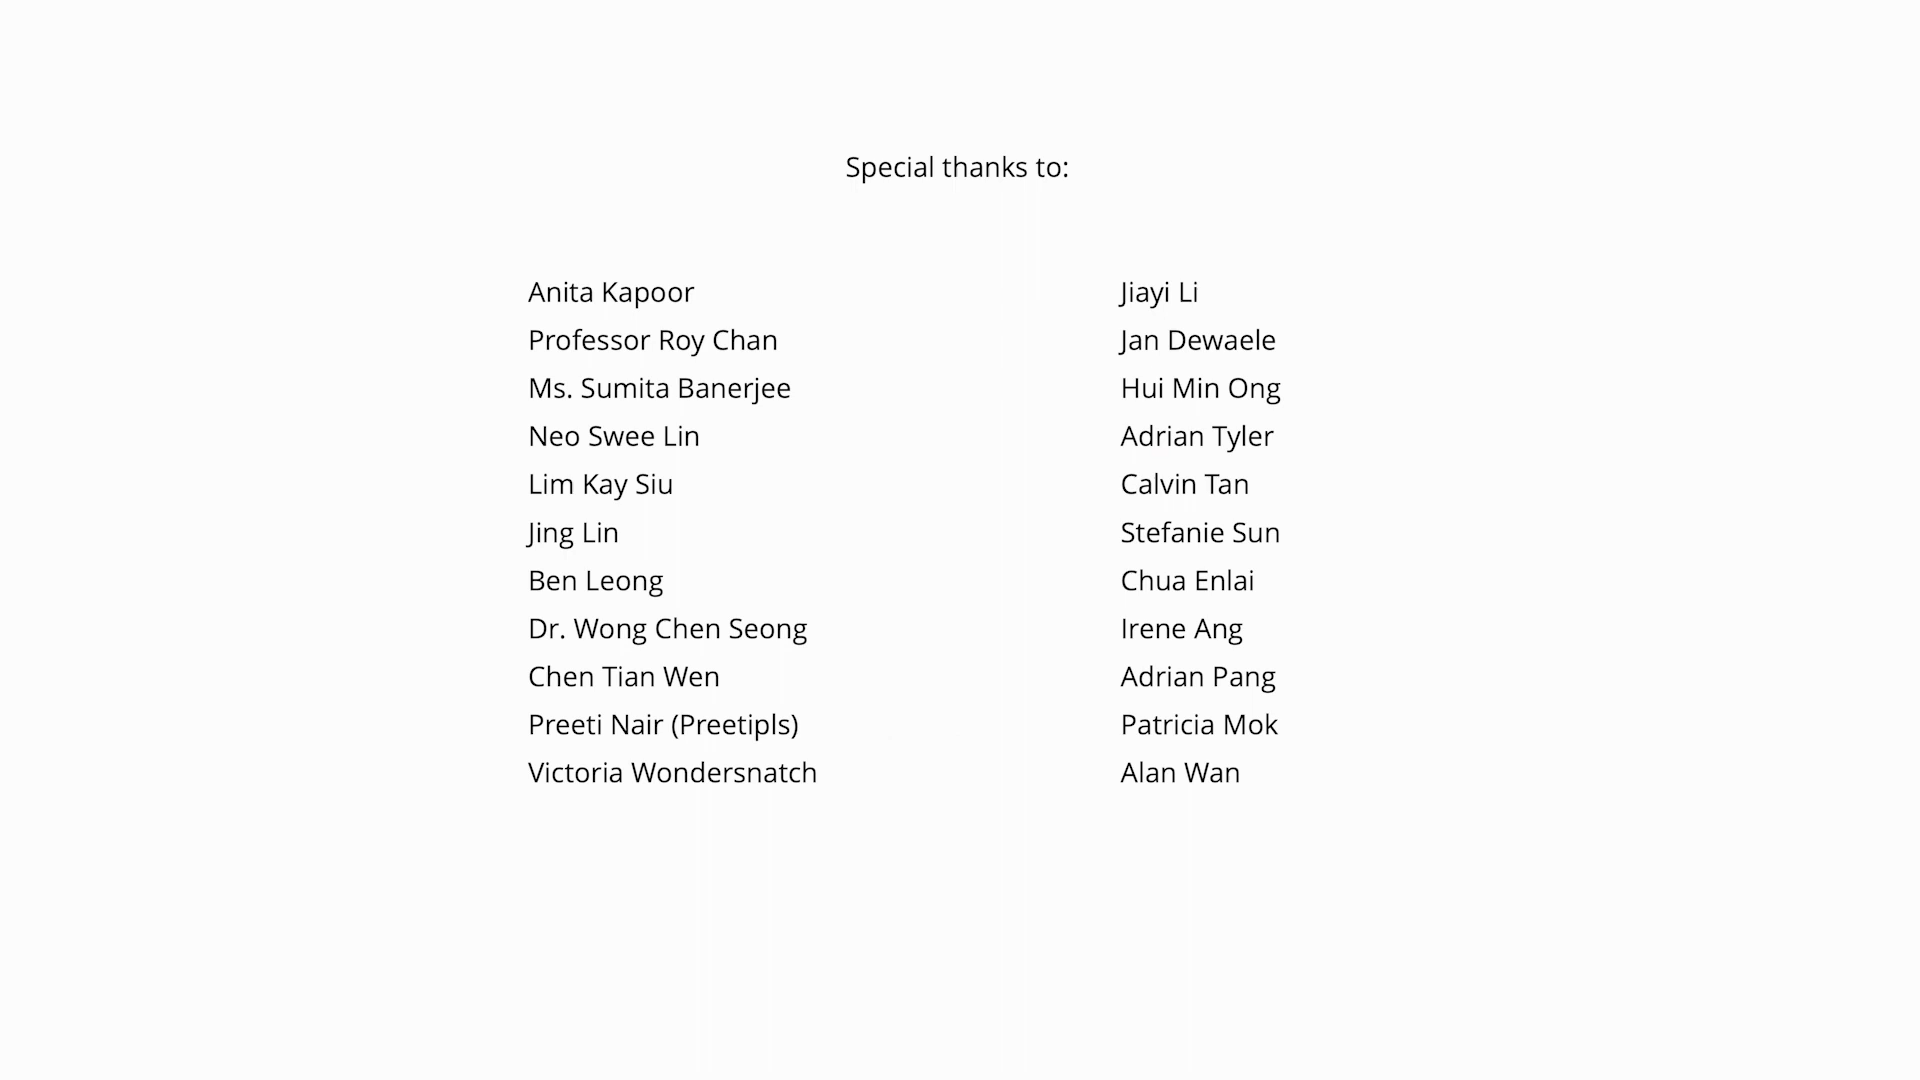 Special thanks to:
Anita Kapoor
Professor Roy Chan
Ms. Sumita Banerjee
Neo Swee Lin
Lim Kay Siu
Jing Lin
Ben Leong
Dr. Wong Chen Seong
Chen Tian Wen
Preeti Nair (Preetipls)
Victoria Wondersnatch
Jiayi Li
Jan Dewaele
Hui Min Ong
Adrian Tyler
Calvin Tan
Stefanie Sun
Chua Enlai
Irene Ang
Adrian Pang
Patricia Mok
Alan Wan